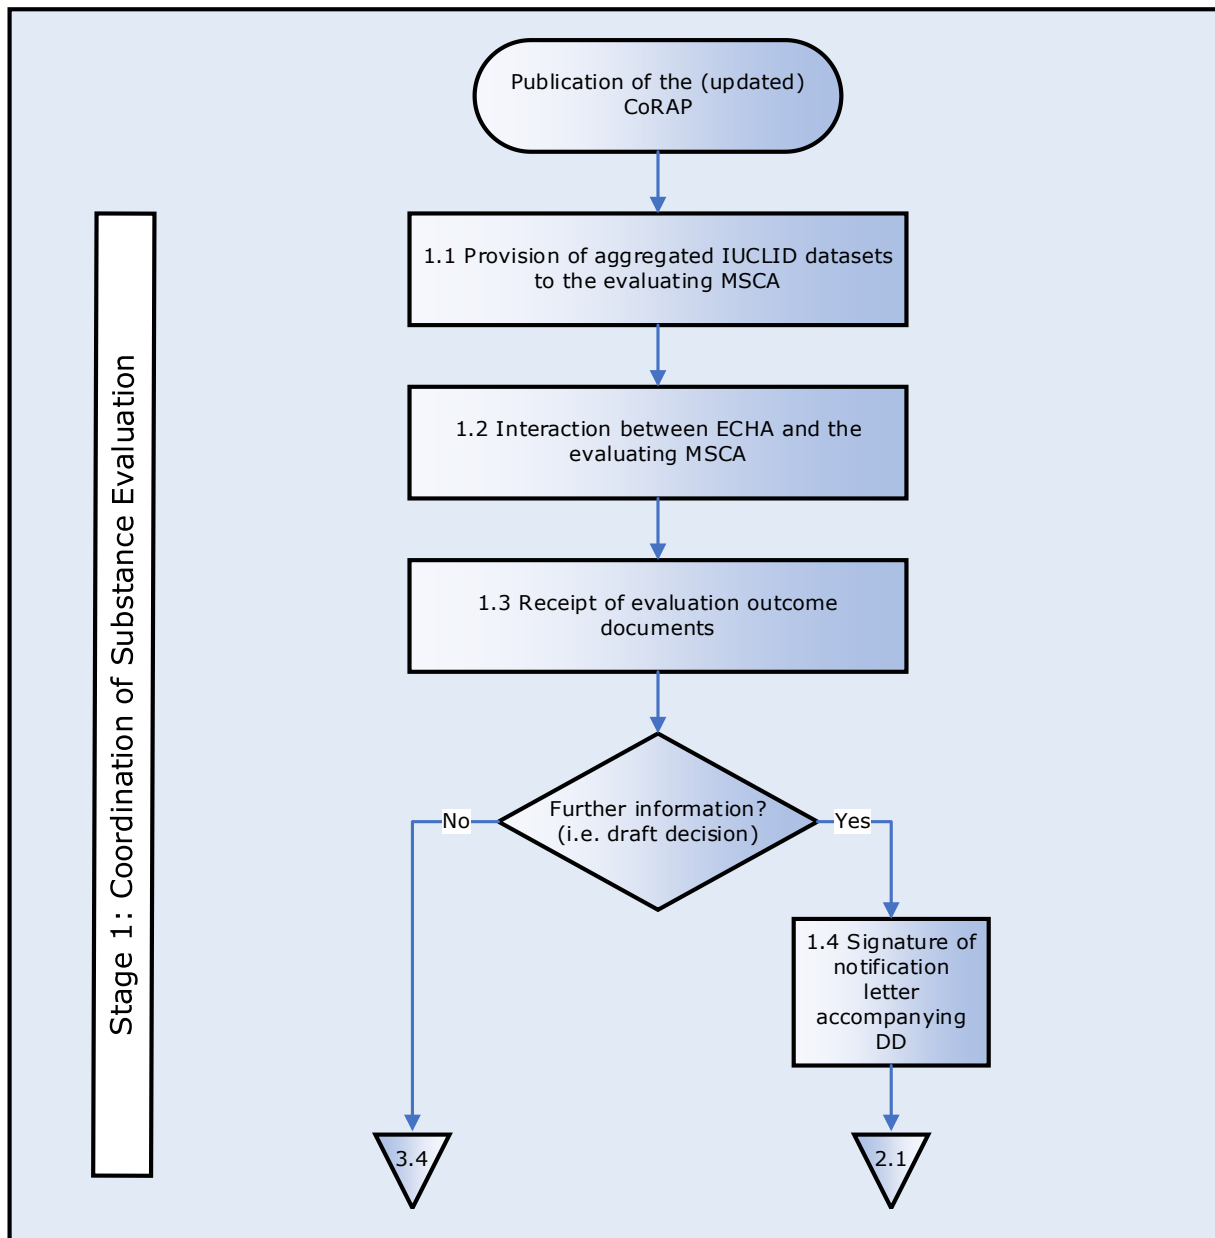 Publication of the (updated)
CoRAP
Stage 1: Coordination of Substance Evaluation
1.1 Provision of aggregated IUCLID datasets
to the evaluating MSCA
1.2 Interaction between ECHA and the
evaluating MSCA
1.3 Receipt of evaluation outcome
documents
Further information?
(i.e. draft decision)
No
Yes
1.4 Signature of
notification
letter
accompanying
DD
3.4
2.1